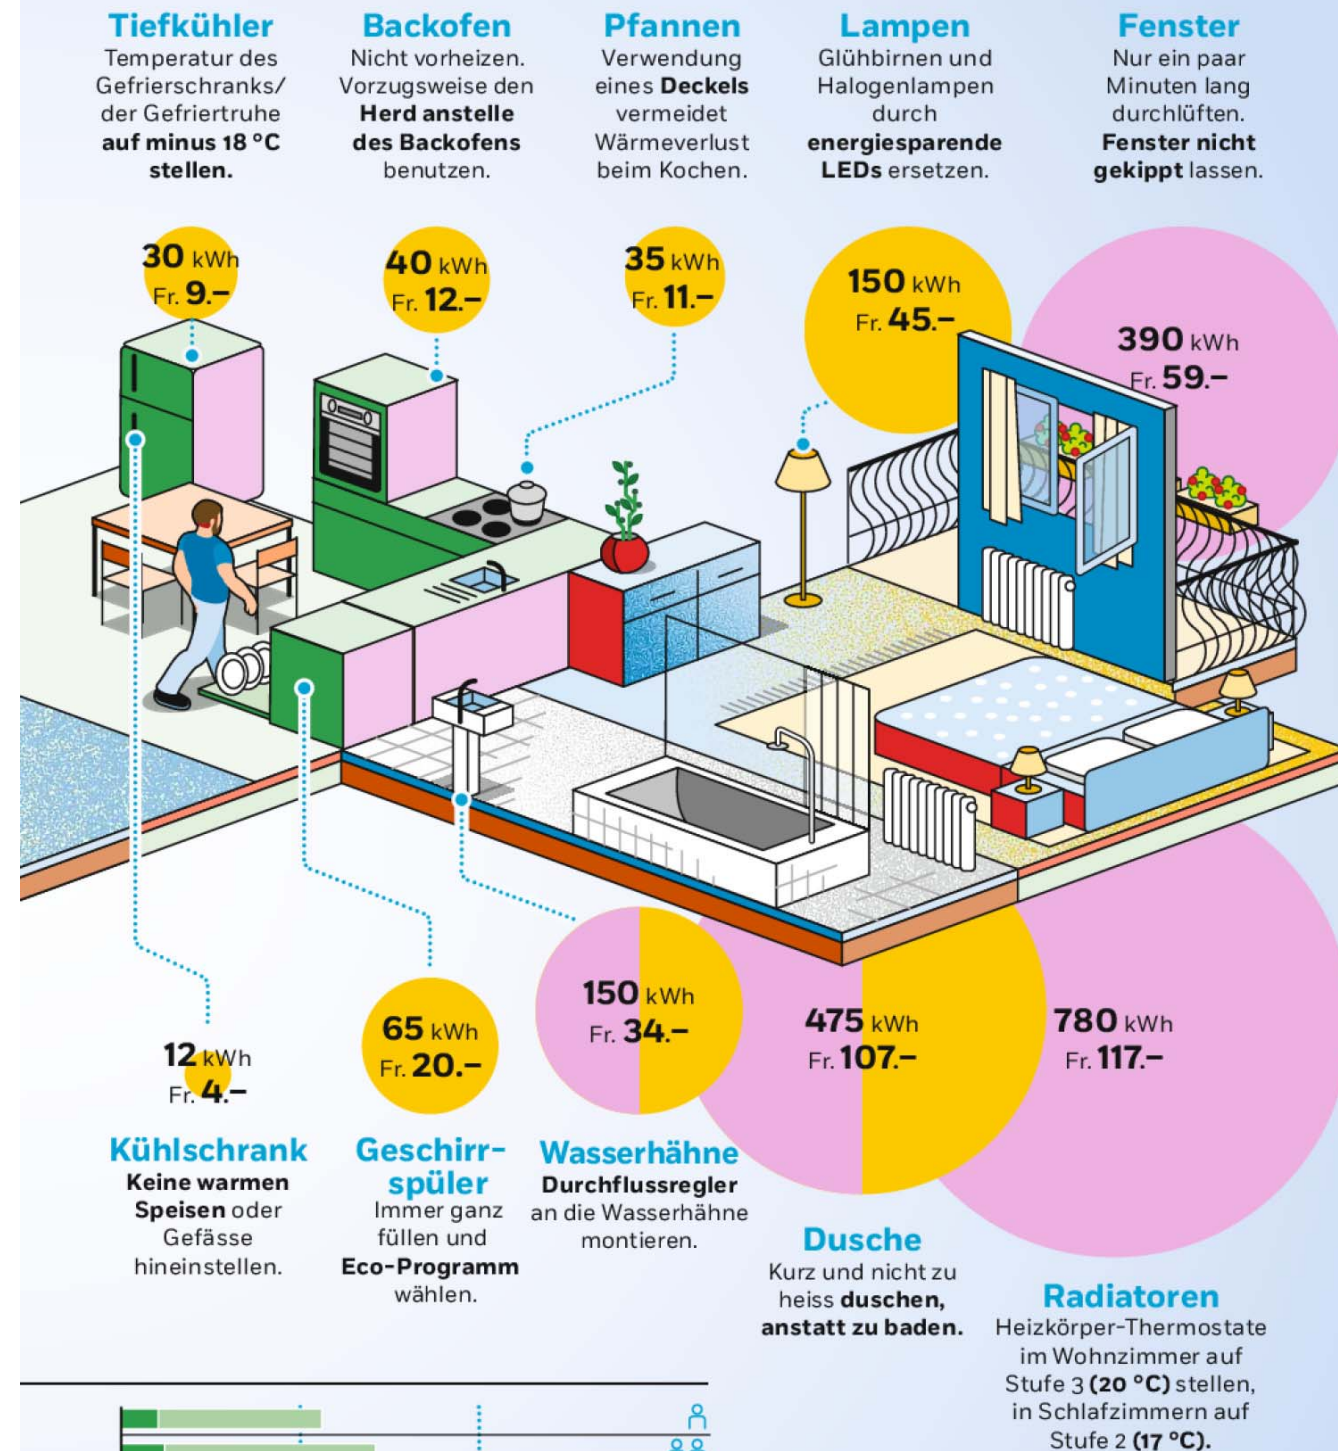 Tiefkühler
Temperatur des
Gefrierschranks/
der Gefriertruhe
auf minus 18 °C
stellen.
Backofen
Nicht vorheizen.
Vorzugsweise den
Herd anstelle
des Backofens
benutzen.
Pfannen
Verwendung
eines Deckels
vermeidet
Wärmeverlust
beim Kochen.
Lampen
Glühbirnen und
Halogenlampen
durch
energiesparende
LEDs ersetzen.
Fenster
Nur ein paar
Minuten lang
durchlüften.
Fenster nicht
gekippt lassen.
30 kWh
Fr. 9.–
40 kWh
Fr. 12.–
35 kWh
Fr. 11.–
150 kWh
Fr. 45.–
390 kWh
Fr. 59.–
12 kWh
Fr. 4.–
Kühlschrank
Keine warmen
Speisen oder
Gefässe
hineinstellen.
65 kWh
Fr. 20.–
Geschirr-
spüler
Immer ganz
füllen und
Eco-Programm
wählen.
150 kWh
Fr. 34.–
Wasserhähne
Durchflussregler
an die Wasserhähne
montieren.
475 kWh
Fr. 107.–
Dusche
Kurz und nicht zu
heiss duschen,
anstatt zu baden.
780 kWh
Fr. 117.–
Radiatoren
Heizkörper-Thermostate
im Wohnzimmer auf
Stufe 3 (20 °C) stellen,
in Schlafzimmern auf
Stufe 2 (17 °C).